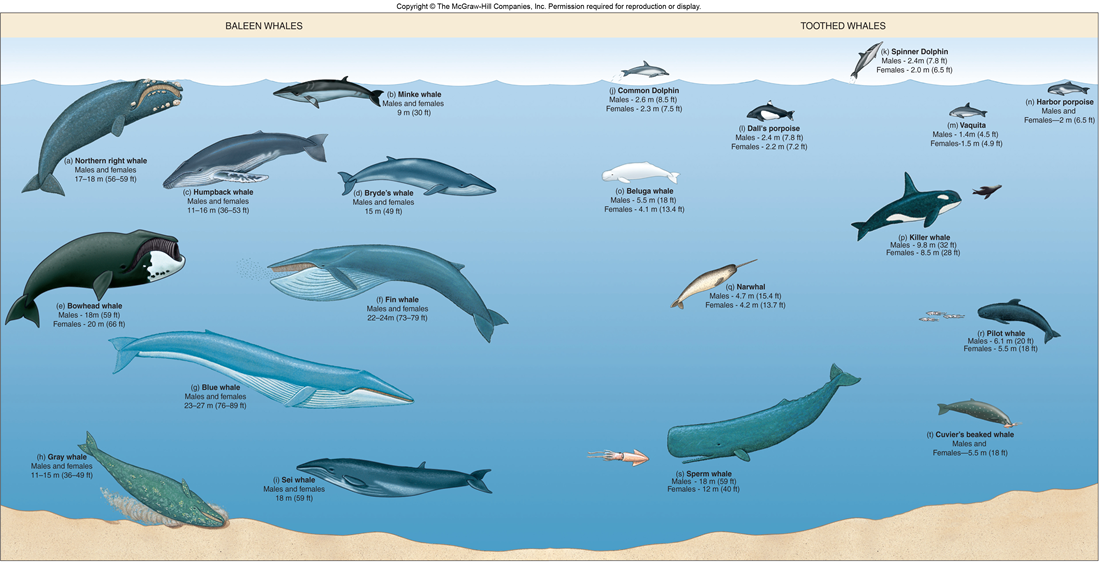 Copyright © The McGraw-Hill Companies, Inc. Permission required for reproduction or display.
BALEEN WHALES
TOOTHED WHALES
(a) Northern right whale
Males and females
17–18 m (56–59 ft)
(b) Minke whale
Males and females
9 m (30 ft)
(c) Humpback whale
Males and females
11–16 m (36–53 ft)
(d) Bryde's whale
Males and females
15 m (49 ft)
(e) Bowhead whale
Males - 18m (59 ft)
Females - 20 m (66 ft)
(f) Fin whale
Males and females
22–24m (73–79 ft)
(g) Blue whale
Males and females
23–27 m (76–89 ft)
(h) Gray whale
Males and females
11–15 m (36–49 ft)
(i) Sei whale
Males and females
18 m (59 ft)
(j) Common Dolphin
Males - 2.6 m (8.5 ft)
Females - 2.3 m (7.5 ft)
(k) Spinner Dolphin
Males - 2.4m (7.8 ft)
Females - 2.0 m (6.5 ft)
(l) Dall's porpoise
Males - 2.4 m (7.8 ft)
Females - 2.2 m (7.2 ft)
(m) Vaquita
Males - 1.4m (4.5 ft)
Females-1.5 m (4.9 ft)
(n) Harbor porpoise
Males and
Females—2 m (6.5 ft)
(o) Beluga whale
Males - 5.5 m (18 ft)
Females - 4.1 m (13.4 ft)
(p) Killer whale
Males - 9.8 m (32 ft)
Females - 8.5 m (28 ft)
(q) Narwhal
Males - 4.7 m (15.4 ft)
Females - 4.2 m (13.7 ft)
(r) Pilot whale
Males - 6.1 m (20 ft)
Females - 5.5 m (18 ft)
(s) Sperm whale
Males - 18 m (59 ft)
Females - 12 m (40 ft)
(t) Cuvier's beaked whale
Males and
Females—5.5 m (18 ft)